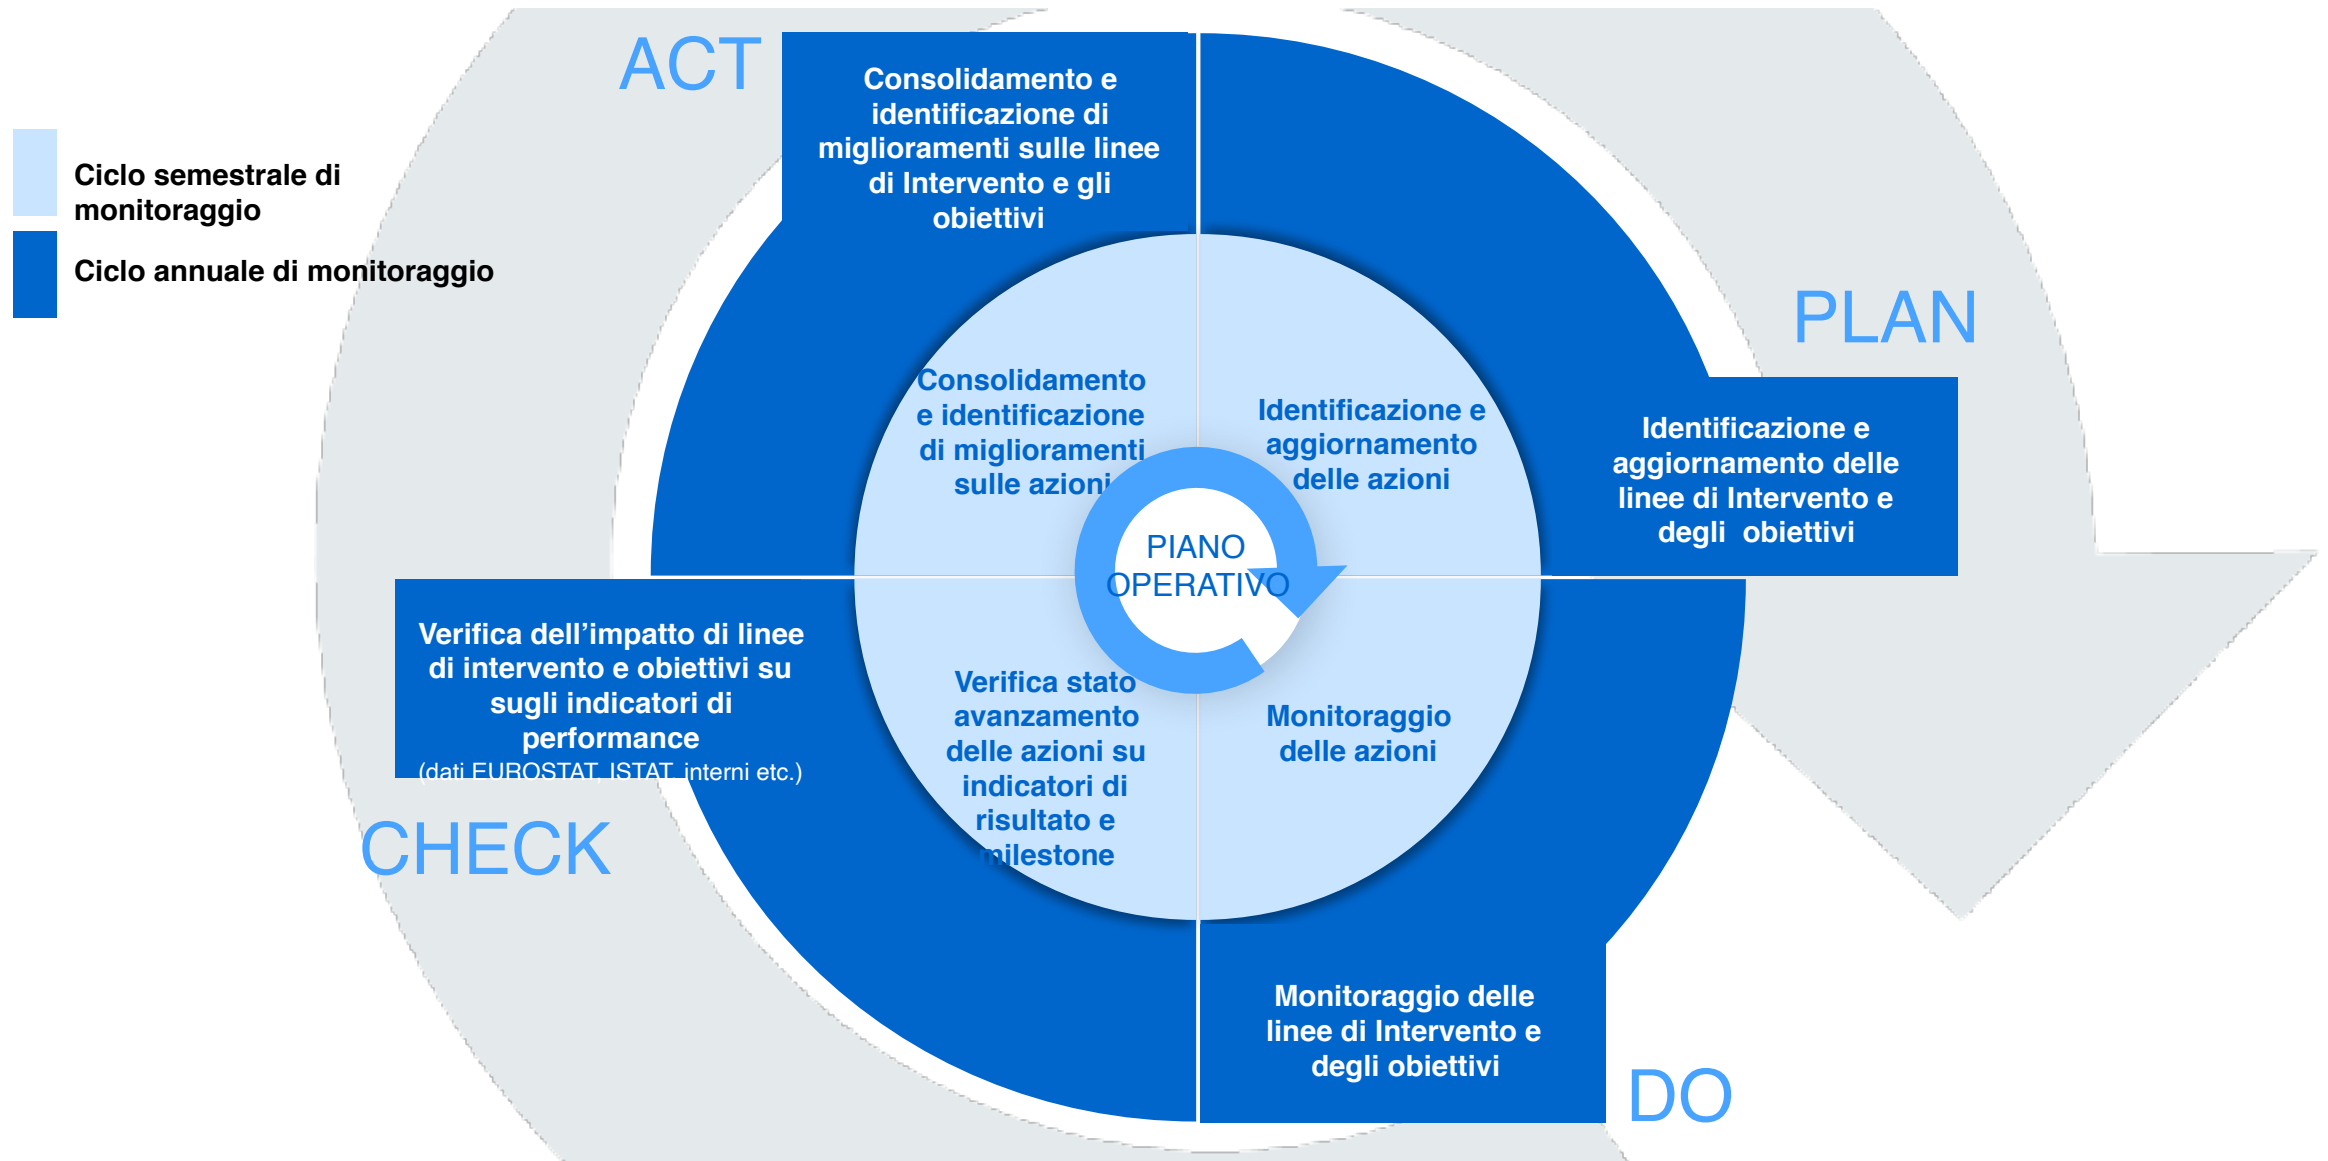 ACT
Consolidamento e
identificazione di
miglioramenti sulle linee
di Intervento e gli
obiettivi
Ciclo semestrale di
monitoraggio
Ciclo annuale di monitoraggio
PLAN
Consolidamento
e identificazione
di miglioramenti
sulle azioni
Identificazione e
aggiornamento
delle azioni
Identificazione e
aggiornamento delle
linee di Intervento e
degli  obiettivi
PIANO
OPERATIVO
Verifica dell’impatto di linee
di intervento e obiettivi su
sugli indicatori di
performance
(dati EUROSTAT, ISTAT, interni etc.)
Verifica stato
avanzamento
delle azioni su
indicatori di
risultato e
milestone
Monitoraggio
delle azioni
CHECK
Monitoraggio delle
linee di Intervento e
degli obiettivi
DO